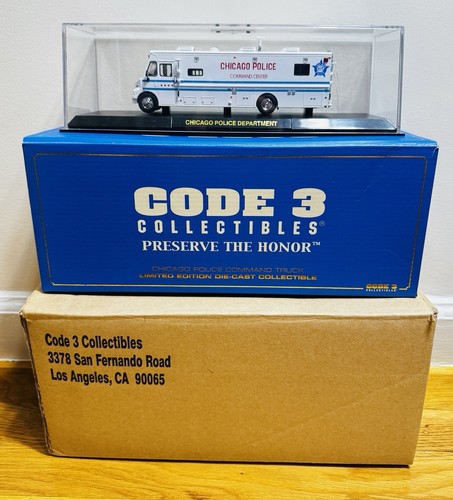 CHICAGO POLICE
COMMAND CENTER
CHICAGO POLICE DEPARTMENT
CODE 3
COLLECTIBLES®
PRESERVE THE HONOR™
CHICAGO POLICE COMMAND TRUCK
LIMITED EDITION DIE-CAST COLLECTIBLE
CODE 3
COLLECTIBLES
Code 3 Collectibles
3378 San Fernando Road
Los Angeles, CA 90065